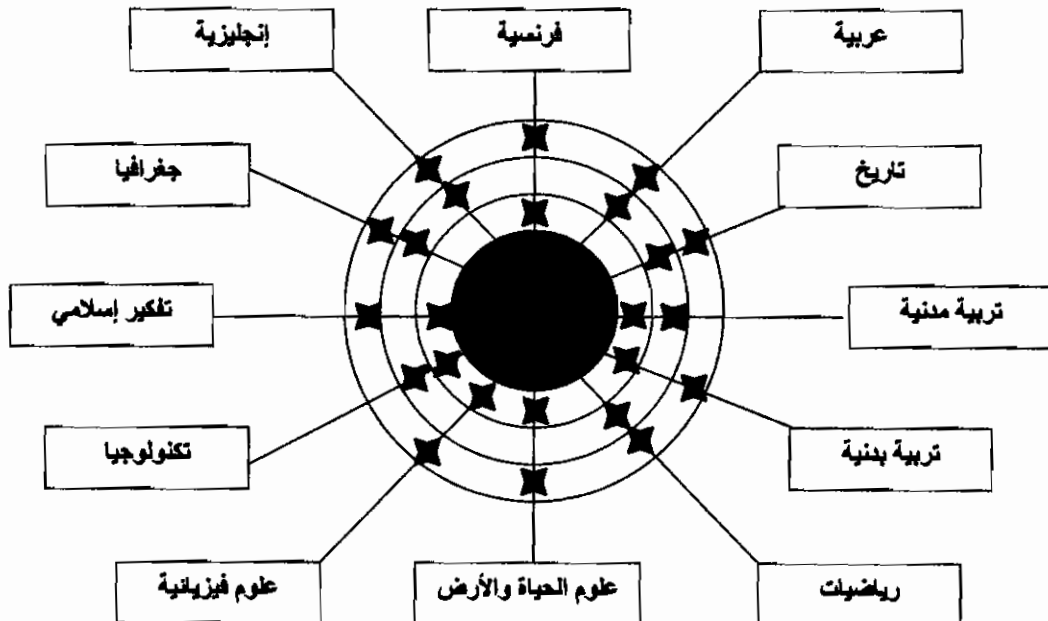 عربية
فرنسية
إنجليزية
تاريخ
جغرافيا
تربية مدنية
تفكير إسلامي
تربية بدنية
تكنولوجيا
رياضيات
علوم الحياة والأرض
علوم فيزيائية